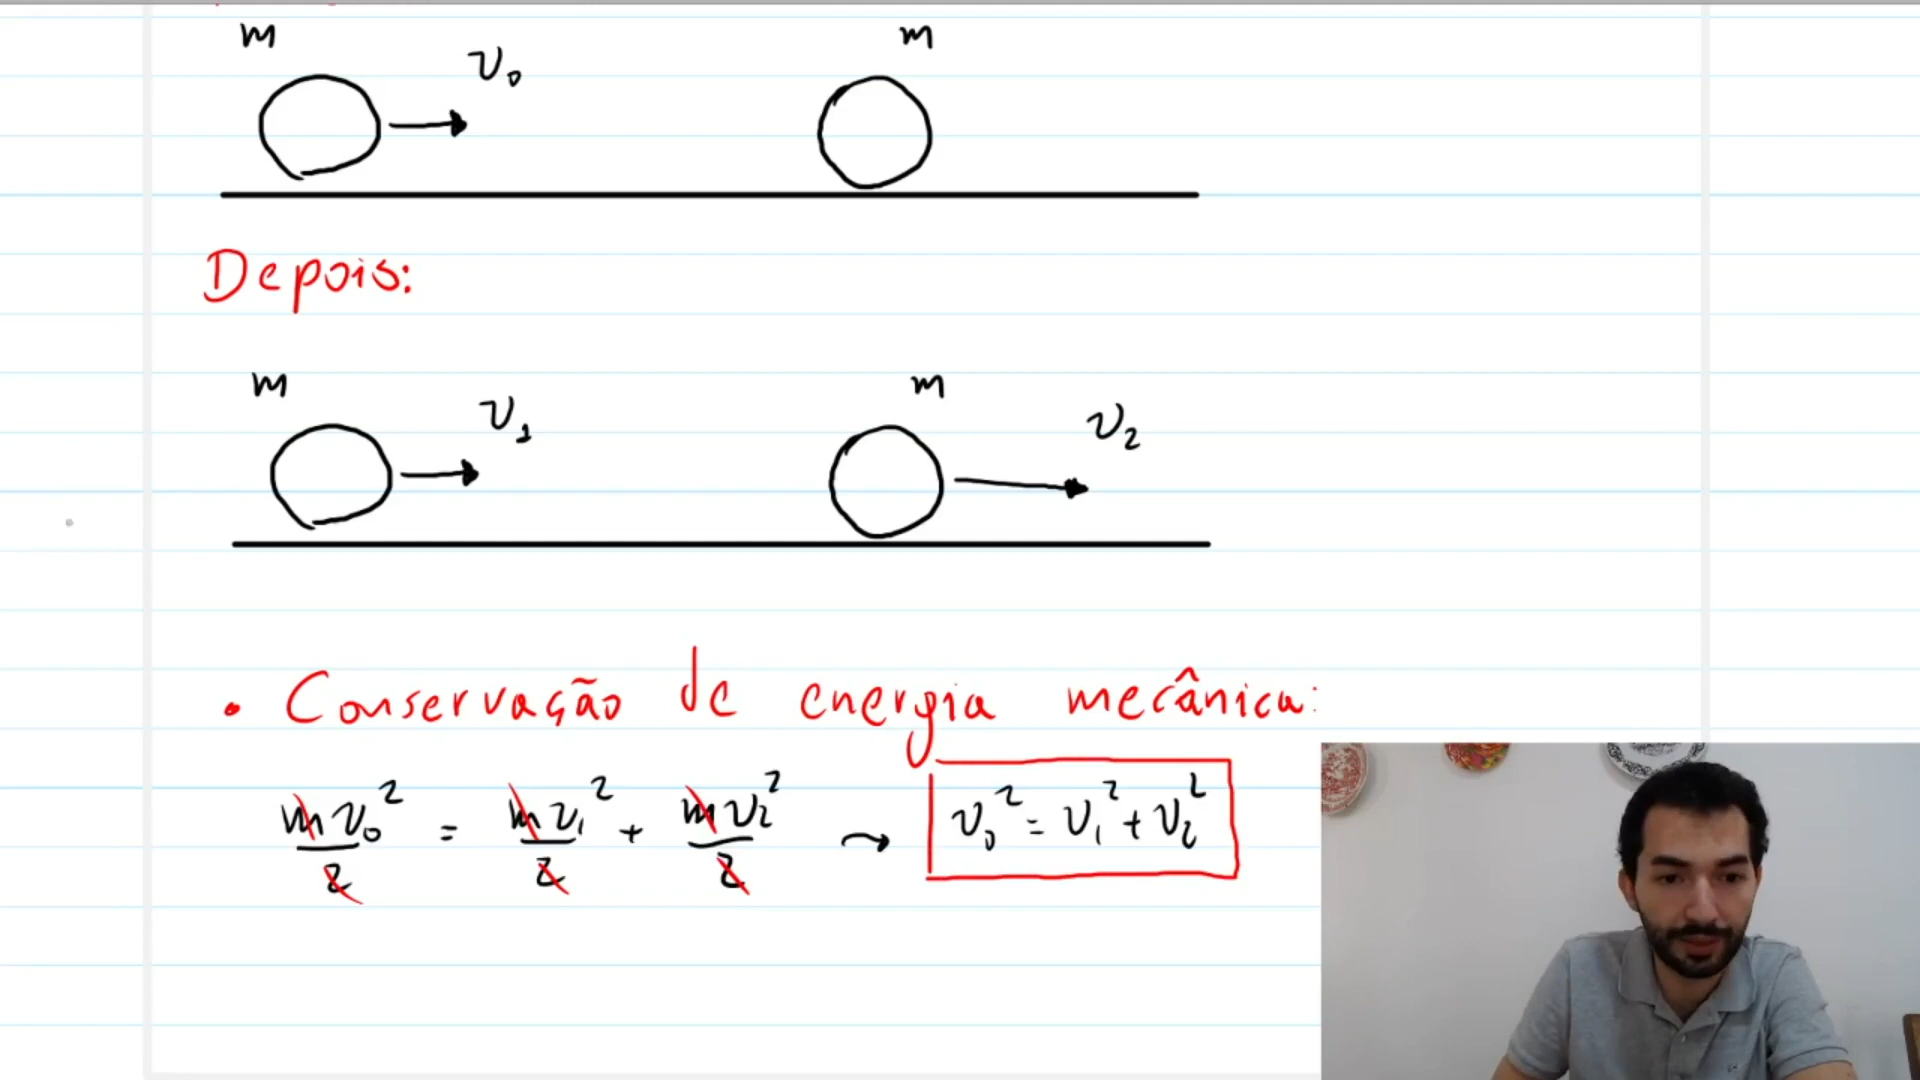 m m
v₀
Depois:
m m
v₁ v₂
• Conservação de energia mecânica:
mv₀²/2 = mv₁²/2 + mv₂²/2 → v₀² = v₁² + v₂²